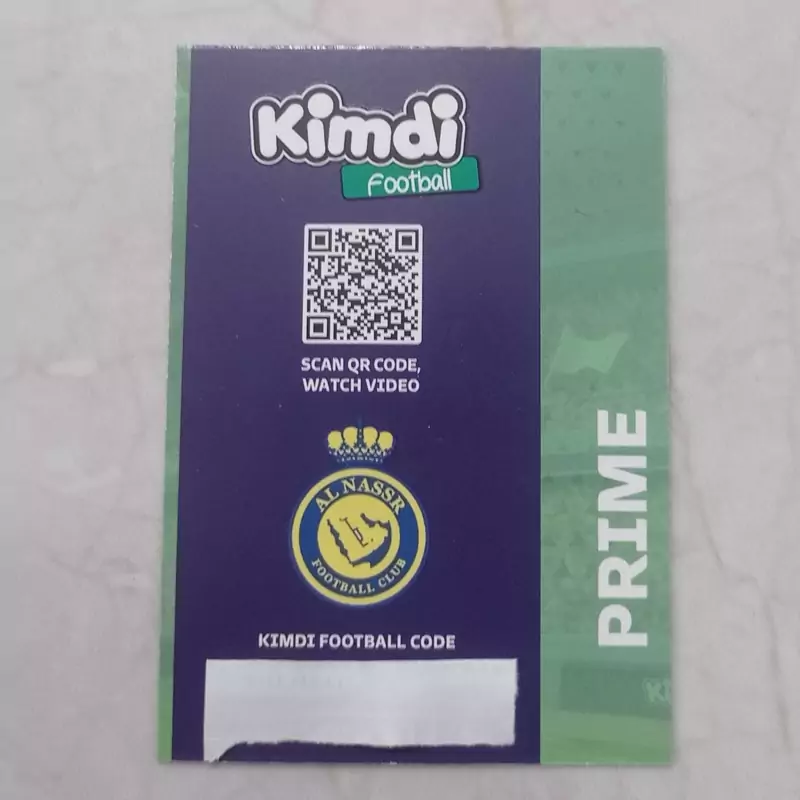 Kimdi
Football
SCAN QR CODE,
WATCH VIDEO
AL NASSR
FOOTBALL CLUB
KIMDI FOOTBALL CODE
PRIME